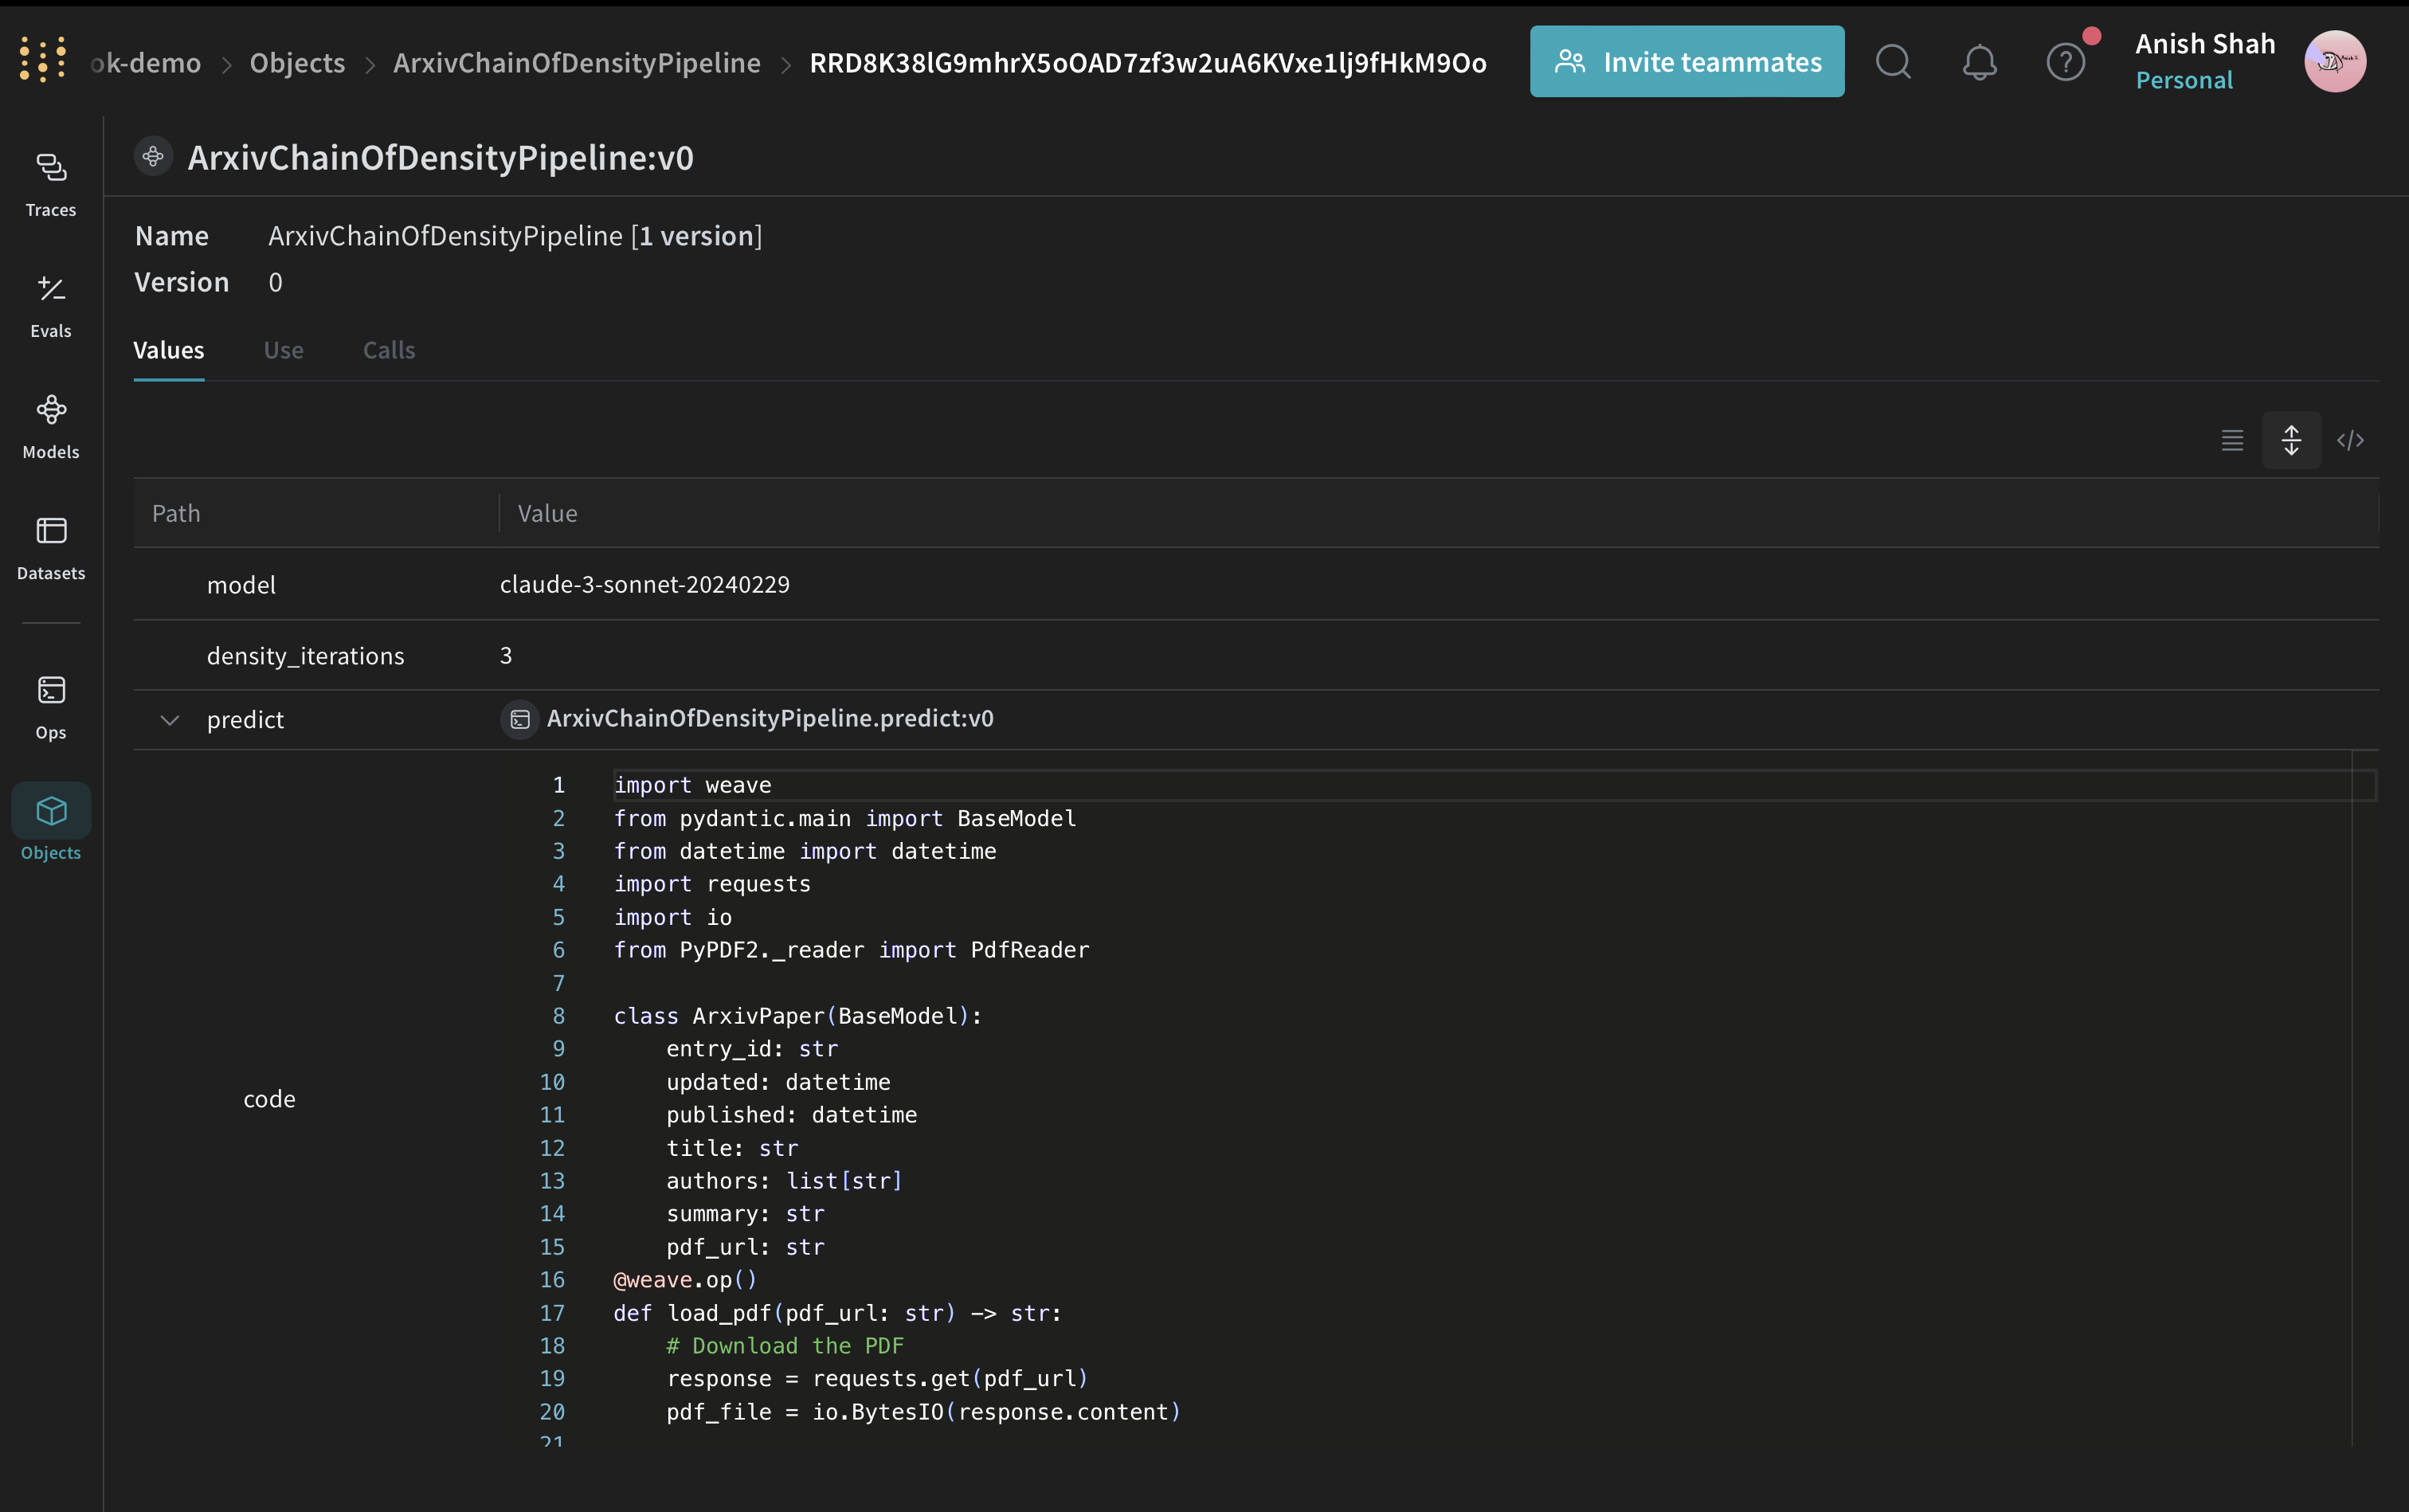 ok-demo > Objects > ArxivChainOfDensityPipeline > RRD8K38lG9mhrX5oOAD7zf3w2uA6KVxe1lj9fHkM9Oo
Invite teammates
Anish Shah
Personal
Traces
Evals
Models
Datasets
Ops
Objects
ArxivChainOfDensityPipeline:v0
Name ArxivChainOfDensityPipeline [1 version]
Version 0
Values Use Calls
Path Value
model claude-3-sonnet-20240229
density_iterations 3
predict ArxivChainOfDensityPipeline.predict:v0
code
1 import weave
2 from pydantic.main import BaseModel
3 from datetime import datetime
4 import requests
5 import io
6 from PyPDF2._reader import PdfReader
7
8 class ArxivPaper(BaseModel):
9     entry_id: str
10     updated: datetime
11     published: datetime
12     title: str
13     authors: list[str]
14     summary: str
15     pdf_url: str
16 @weave.op()
17 def load_pdf(pdf_url: str) -> str:
18     # Download the PDF
19     response = requests.get(pdf_url)
20     pdf_file = io.BytesIO(response.content)
21